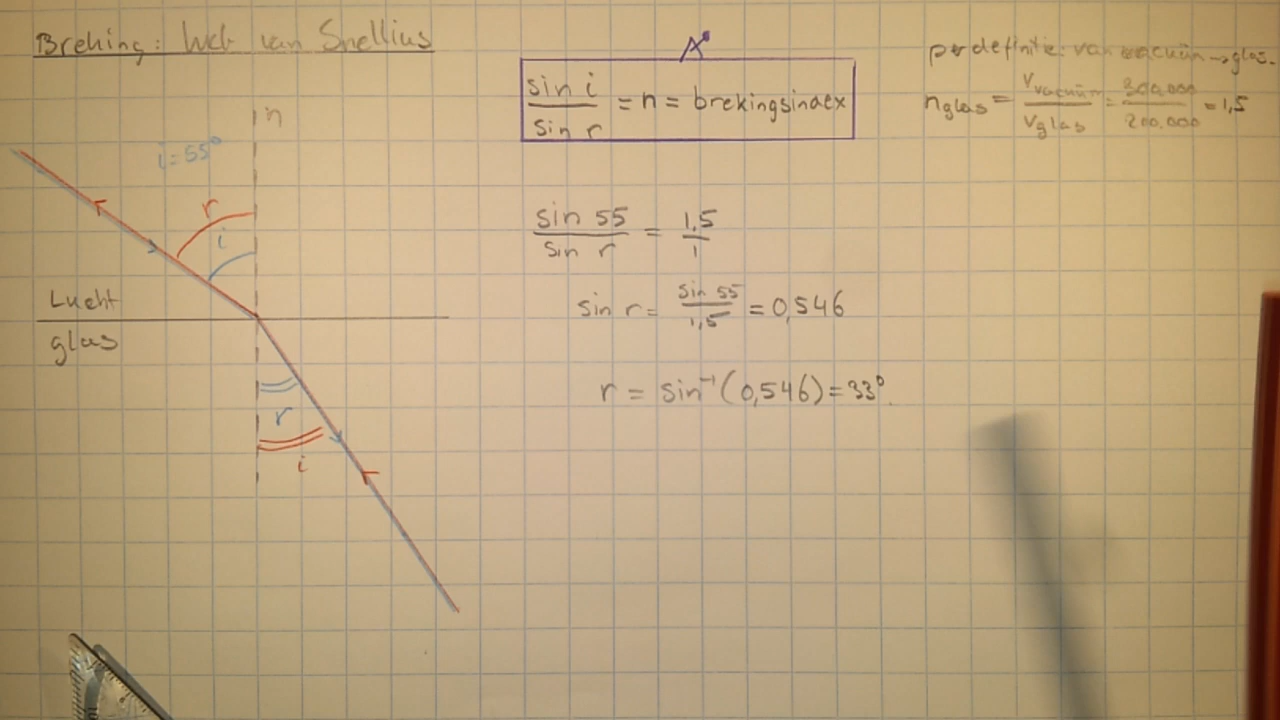 Breking: Wet van Snellius
n
i = 55°
r
i
Lucht
glas
r
i
A
sin i / sin r = n = brekingsindex
per definitie: van vacuüm → glas.
n glas = v vacuüm / v glas = 300.000 / 200.000 = 1,5
sin 55 / sin r = 1,5 / 1
sin r = sin 55 / 1,5 = 0,546
r = sin⁻¹ (0,546) = 33°